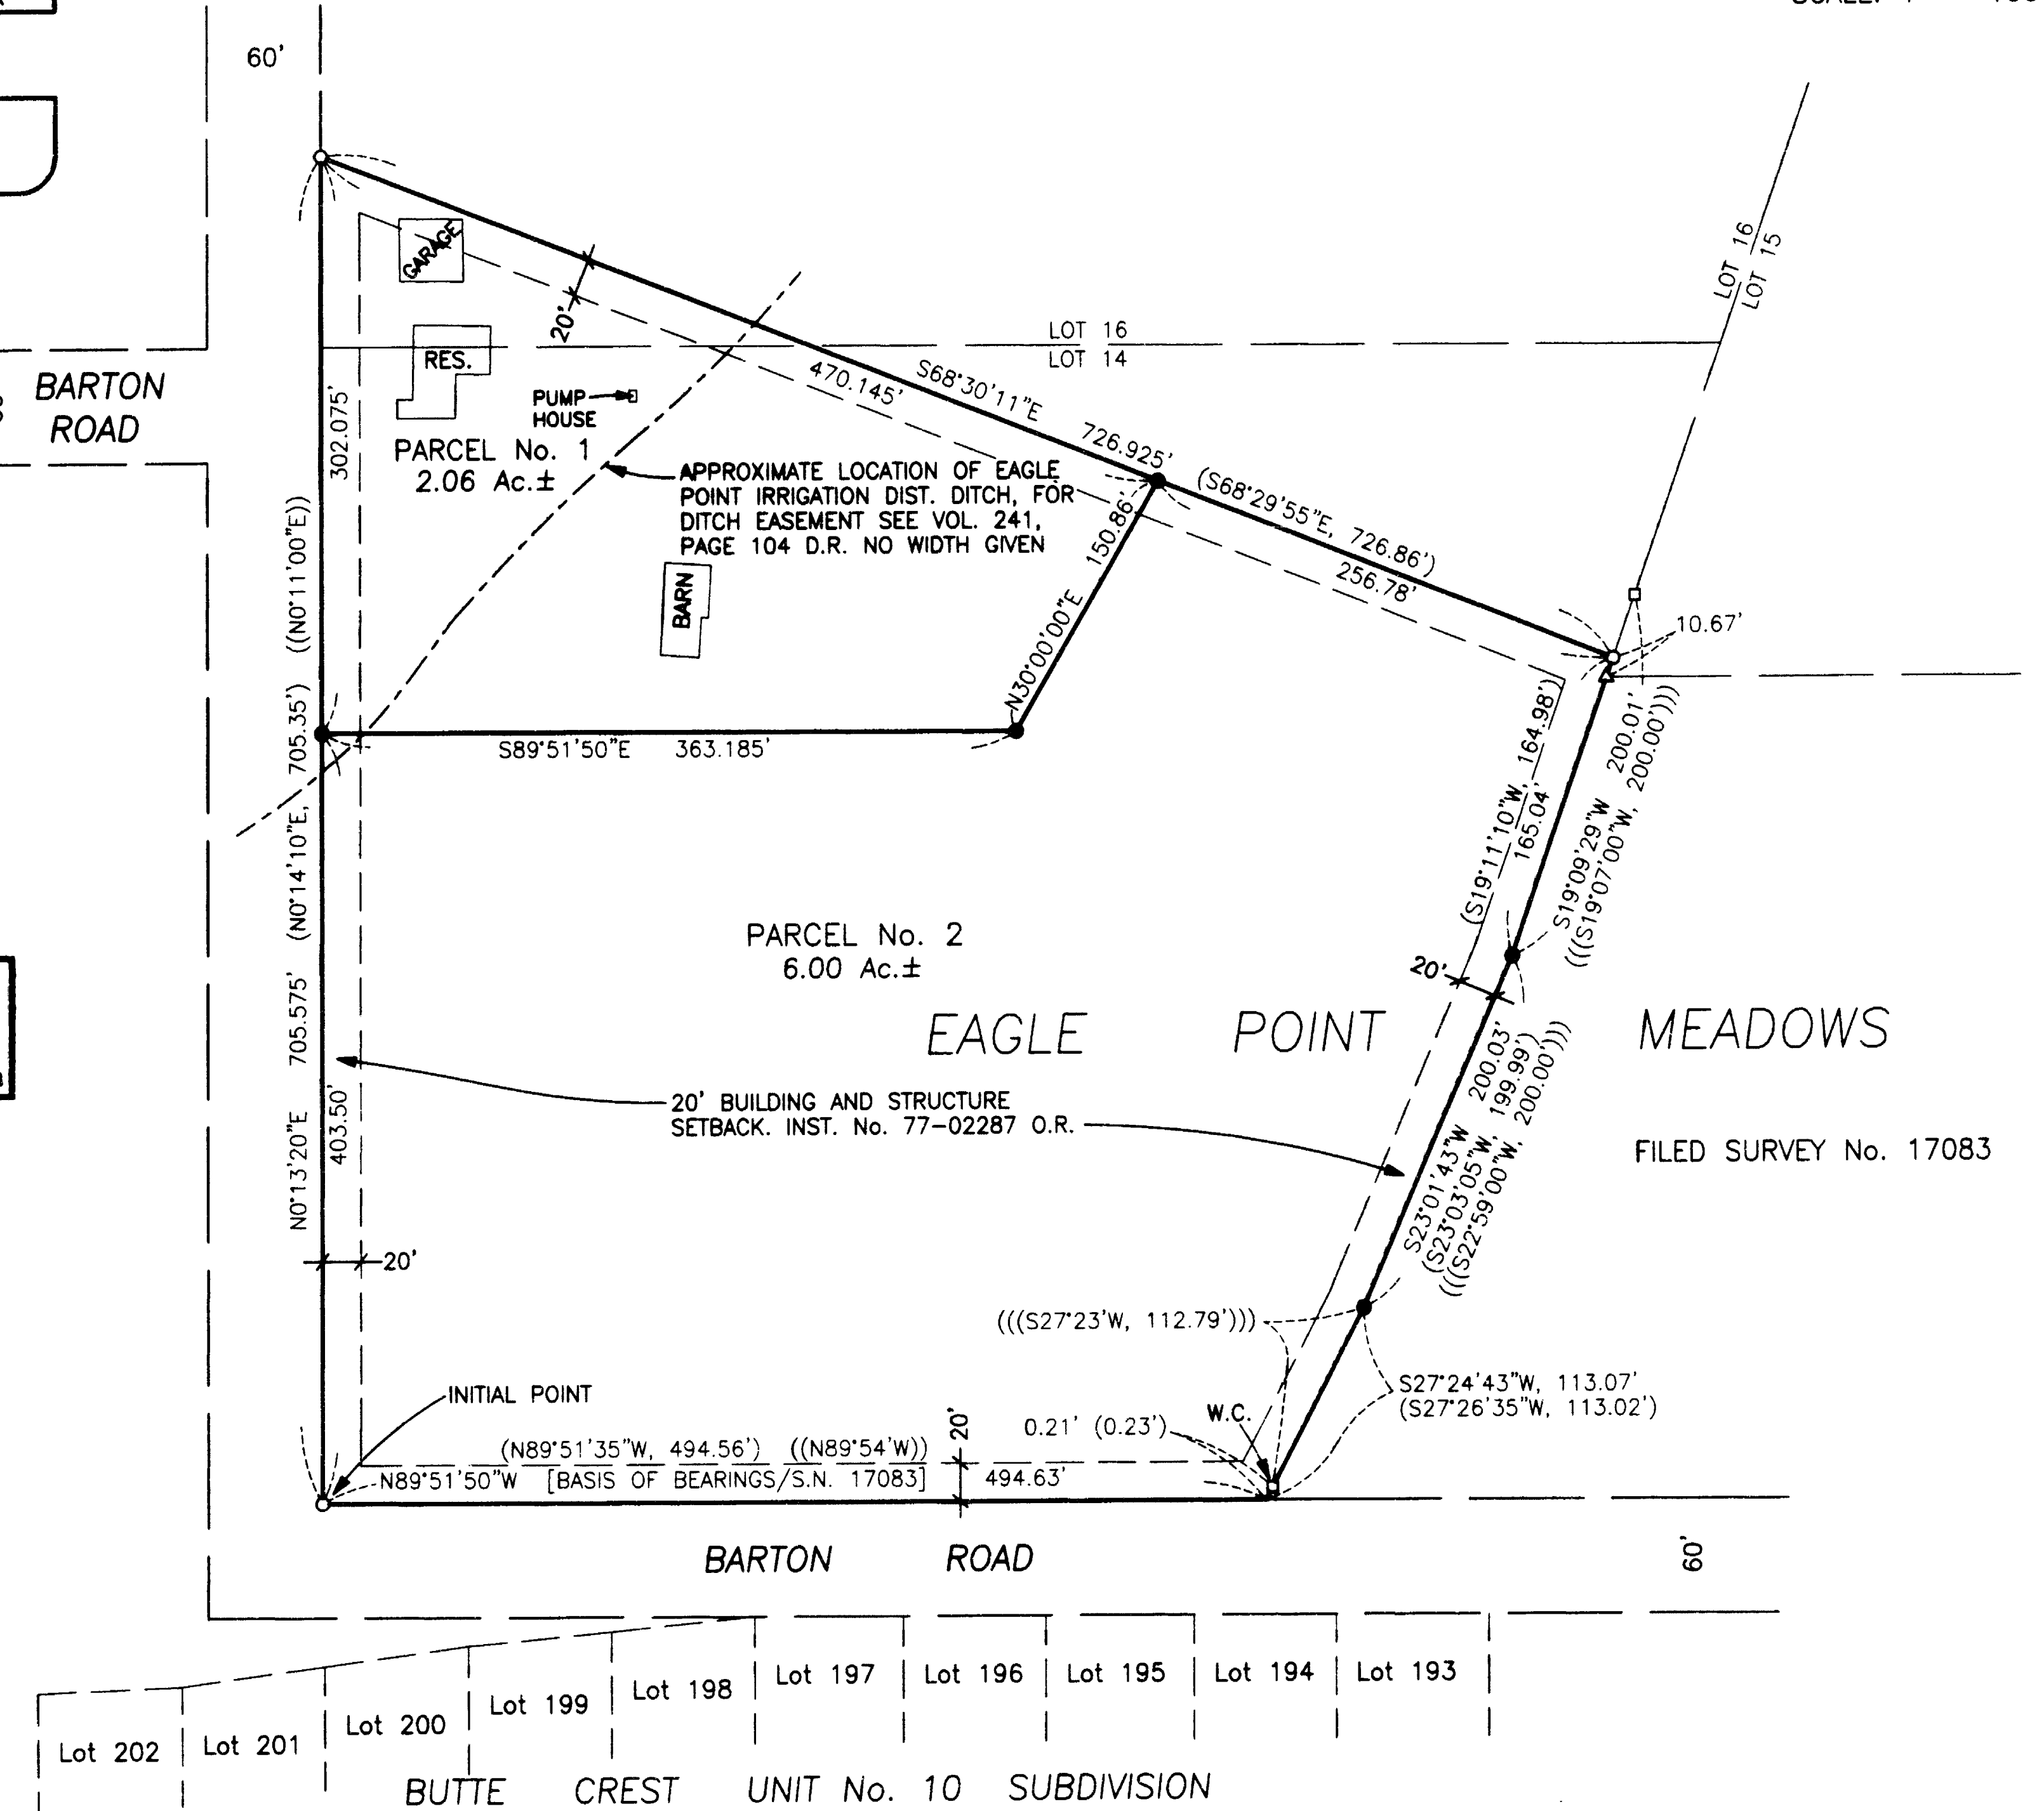 60'
LOT 16
LOT 15
GARAGE
20'
LOT 16
LOT 14
BARTON
ROAD
RES.
PUMP
HOUSE
302.075'
470.145'
S68°30'11"E
726.925'
(S68°29'55"E, 726.86')
256.78'
PARCEL No. 1
2.06 Ac.±
APPROXIMATE LOCATION OF EAGLE
POINT IRRIGATION DIST. DITCH, FOR
DITCH EASEMENT SEE VOL. 241,
PAGE 104 D.R. NO WIDTH GIVEN
150.86'
N30°00'00"E
BARN
10.67'
((N0°11'00"E))
(N0°14'10"E, 705.35')
N0°13'20"E 705.575'
S89°51'50"E 363.185'
(S19°11'10"W, 164.98')
165.04'
S19°09'29"W 200.01'
(((S19°07'00"W, 200.00')))
PARCEL No. 2
6.00 Ac.±
20'
EAGLE POINT MEADOWS
403.50'
20' BUILDING AND STRUCTURE
SETBACK. INST. No. 77-02287 O.R.
S23°01'43"W 200.03'
(S23°03'05"W, 199.99')
(((S22°59'00"W, 200.00')))
FILED SURVEY No. 17083
20'
(((S27°23'W, 112.79')))
S27°24'43"W, 113.07'
(S27°26'35"W, 113.02')
INITIAL POINT
W.C.
0.21' (0.23')
20'
(N89°51'35"W, 494.56') ((N89°54'W))
N89°51'50"W [BASIS OF BEARINGS/S.N. 17083] 494.63'
BARTON ROAD
60'
Lot 202
Lot 201
Lot 200
Lot 199
Lot 198
Lot 197
Lot 196
Lot 195
Lot 194
Lot 193
BUTTE CREST UNIT No. 10 SUBDIVISION